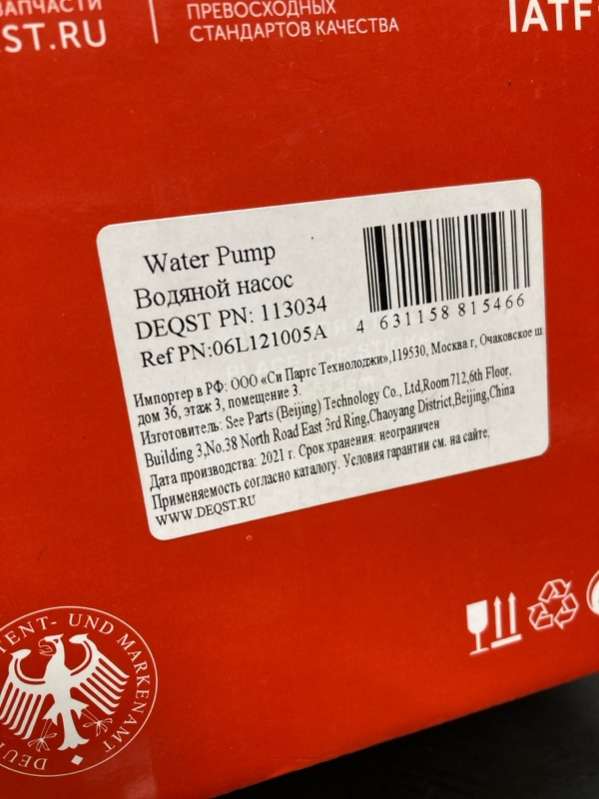 ЗАПЧАСТИ
ПРЕВОСХОДНЫХ
СТАНДАРТОВ КАЧЕСТВА
ST.RU
IATF
Water Pump
Водяной насос
DEQST PN: 113034
Ref PN:06L121005A
4 631158 815466
Импортер в РФ: ООО «Си Партс Технолоджи»,119530, Москва г, Очаковское ш
дом 36, этаж 3, помещение 3.
Изготовитель: See Parts (Beijing) Technology Co., Ltd,Room712,6th Floor,
Building 3,No.38 North Road East 3rd Ring,Chaoyang District,Beijing,China
Дата производства: 2021 г. Срок хранения: неограничен
Применяемость согласно каталогу. Условия гарантии см. на сайте.
WWW.DEQST.RU
TENT- UND MARKENAMT
DEU